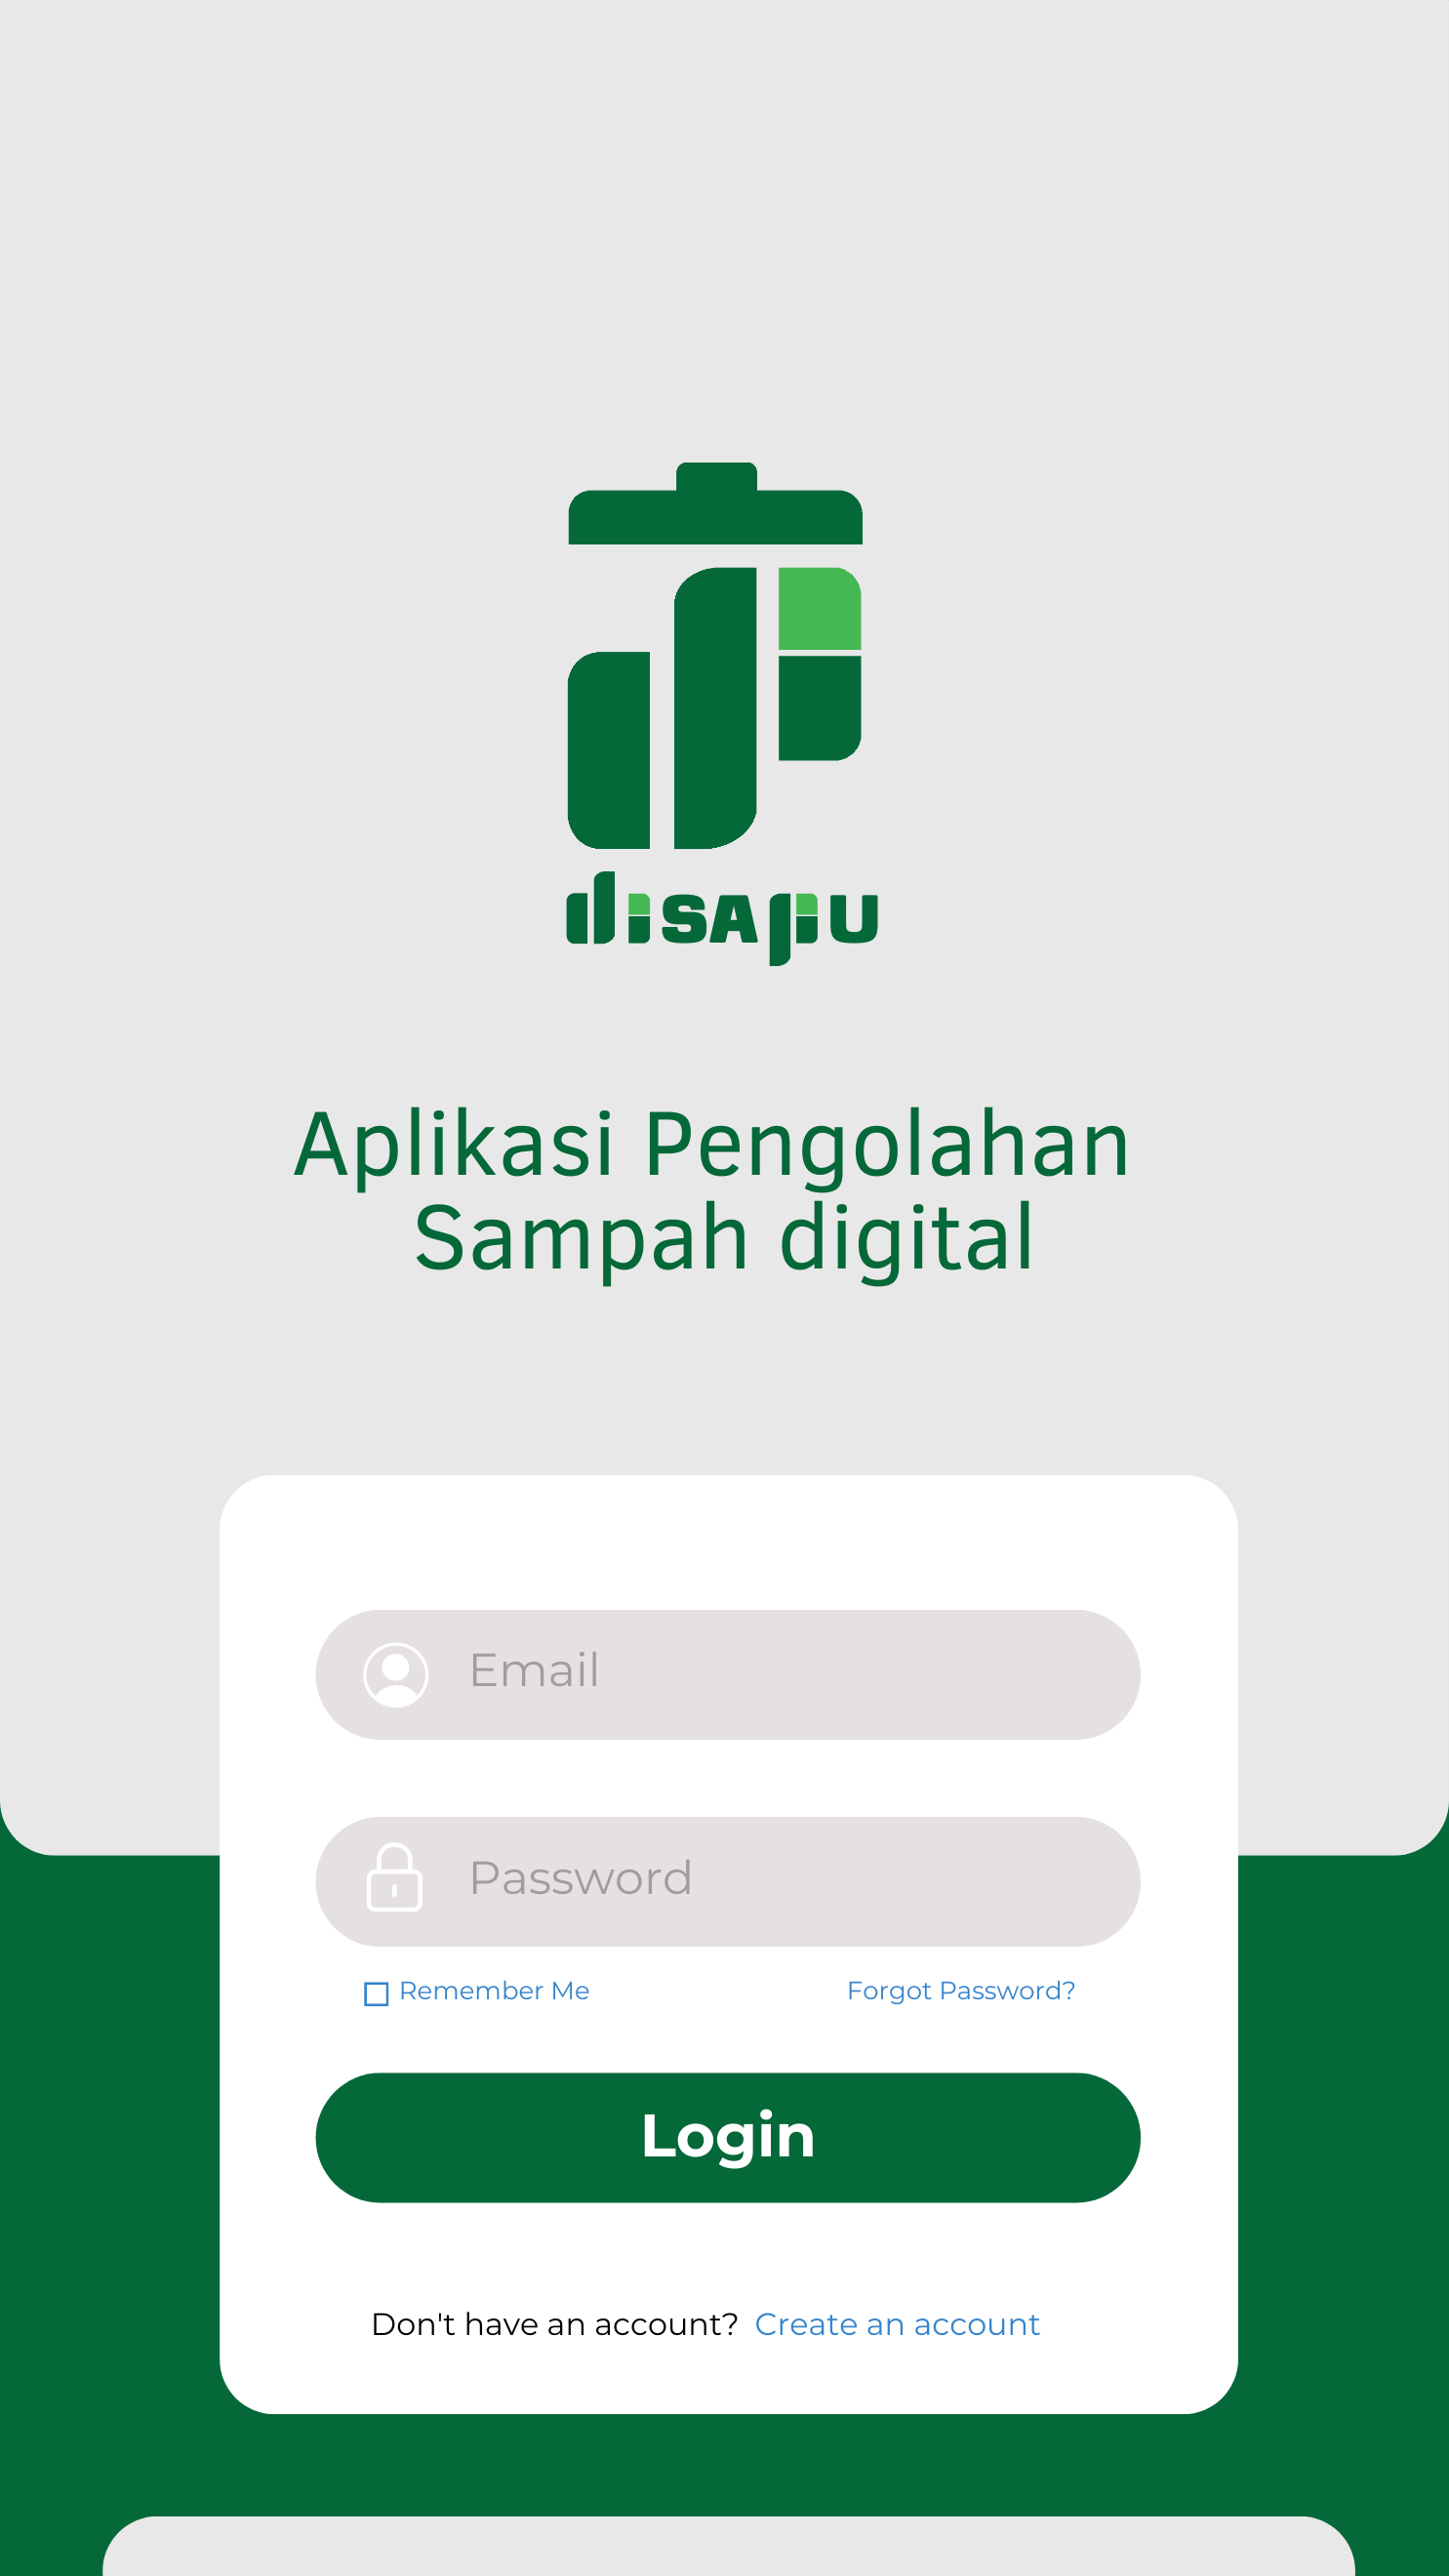 disapu
Aplikasi Pengolahan
Sampah digital
Email
Password
Remember Me Forgot Password?
Login
Don't have an account? Create an account